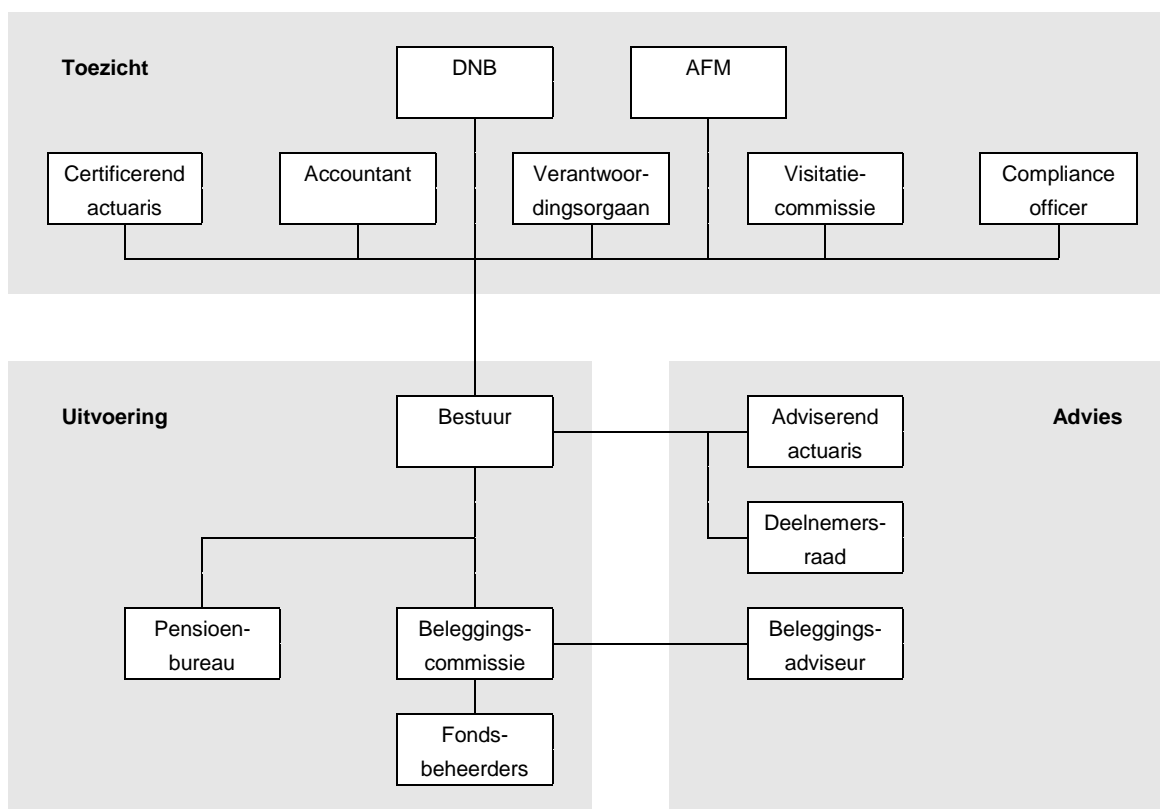 Toezicht
DNB
AFM
Certificerend
actuaris
Accountant
Verantwoor-
dingsorgaan
Visitatie-
commissie
Compliance
officer
Uitvoering
Bestuur
Adviserend
actuaris
Advies
Deelnemers-
raad
Pensioen-
bureau
Beleggings-
commissie
Beleggings-
adviseur
Fonds-
beheerders